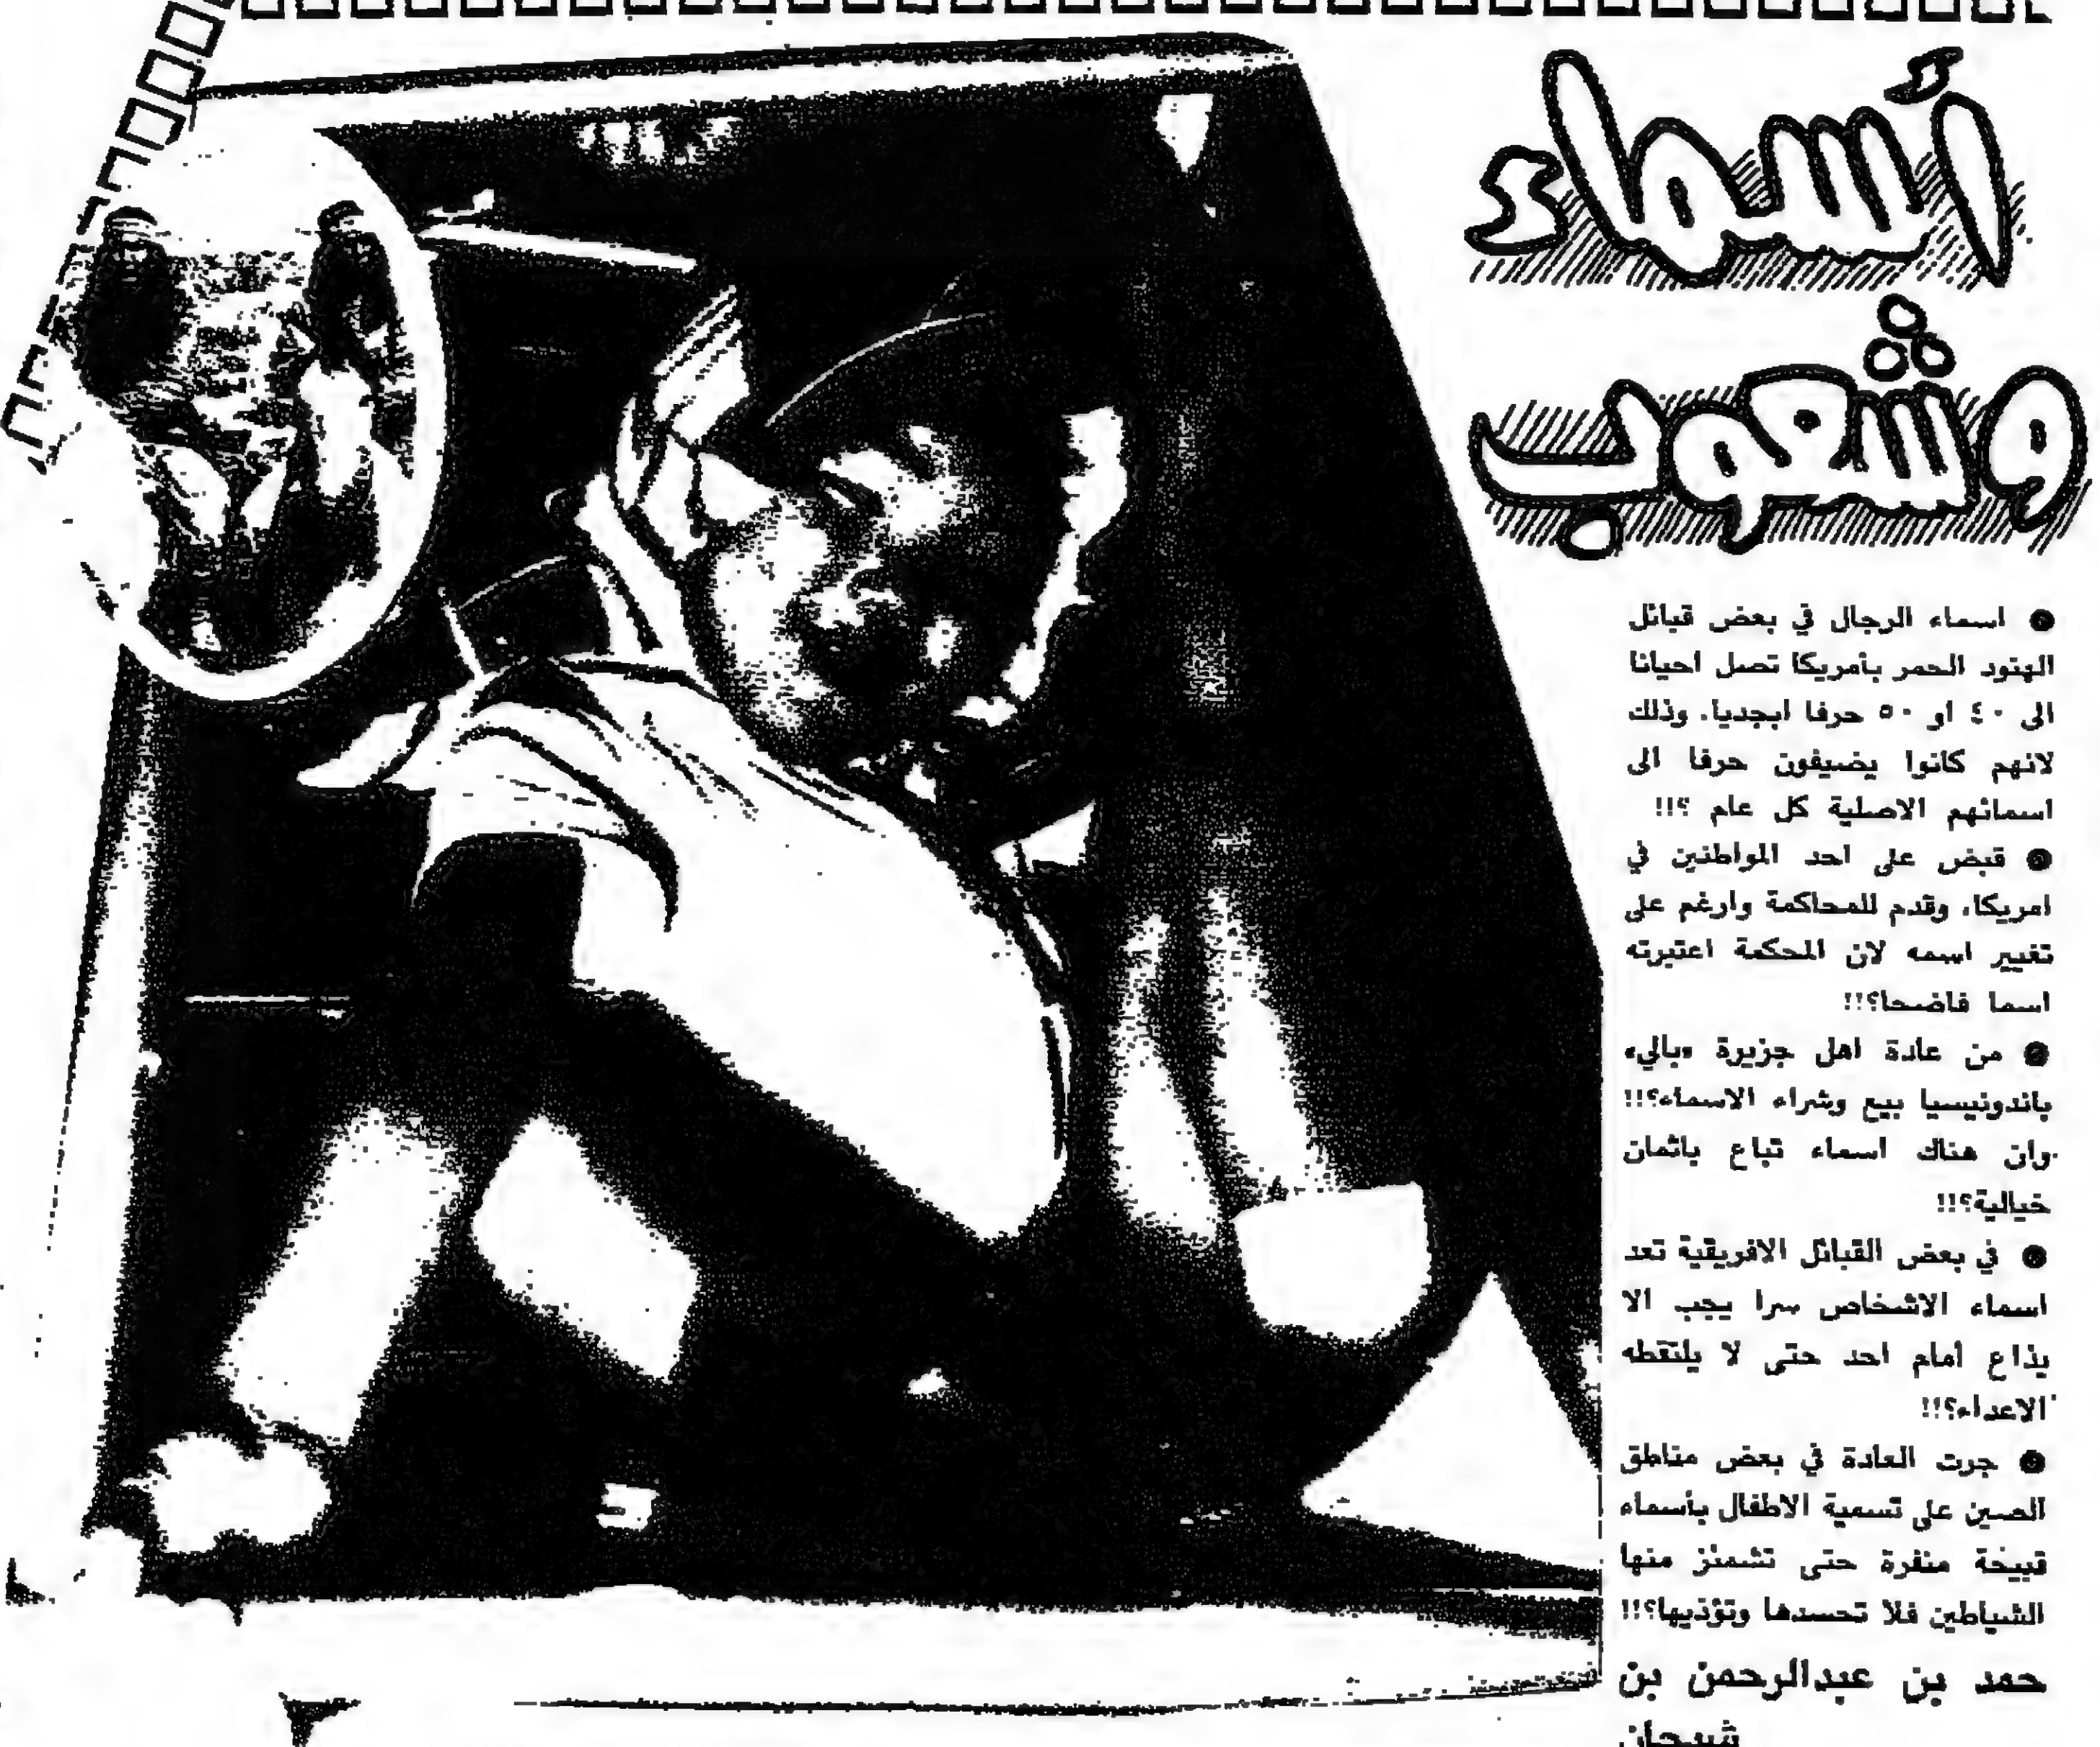 أسماء
وشعوب
● اسماء الرجال في بعض قبائل
الهنود الحمر بأمريكا تصل احيانا
الى ٤٠ او ٥٠ حرفا ابجديا، وذلك
لانهم كانوا يضيفون حرفا الى
اسمائهم الاصلية كل عام ؟!!
● قبض على احد المواطنين في
امريكا، وقدم للمحاكمة وارغم على
تغيير اسمه لان المحكمة اعتبرته
اسما فاضحا؟!!
● من عادة اهل جزيرة «بالي»
باندونيسيا بيع وشراء الاسماء؟!!
وان هناك اسماء تباع باثمان
خيالية؟!!
● في بعض القبائل الافريقية تعد
اسماء الاشخاص سرا يجب الا
يذاع أمام احد حتى لا يلتقطه
الاعداء؟!!
● جرت العادة في بعض مناطق
الصين على تسمية الاطفال بأسماء
قبيحة منفرة حتى تشمئز منها
الشياطين فلا تحسدها وتؤذيها؟!!
حمد بن عبدالرحمن بن
شيحان